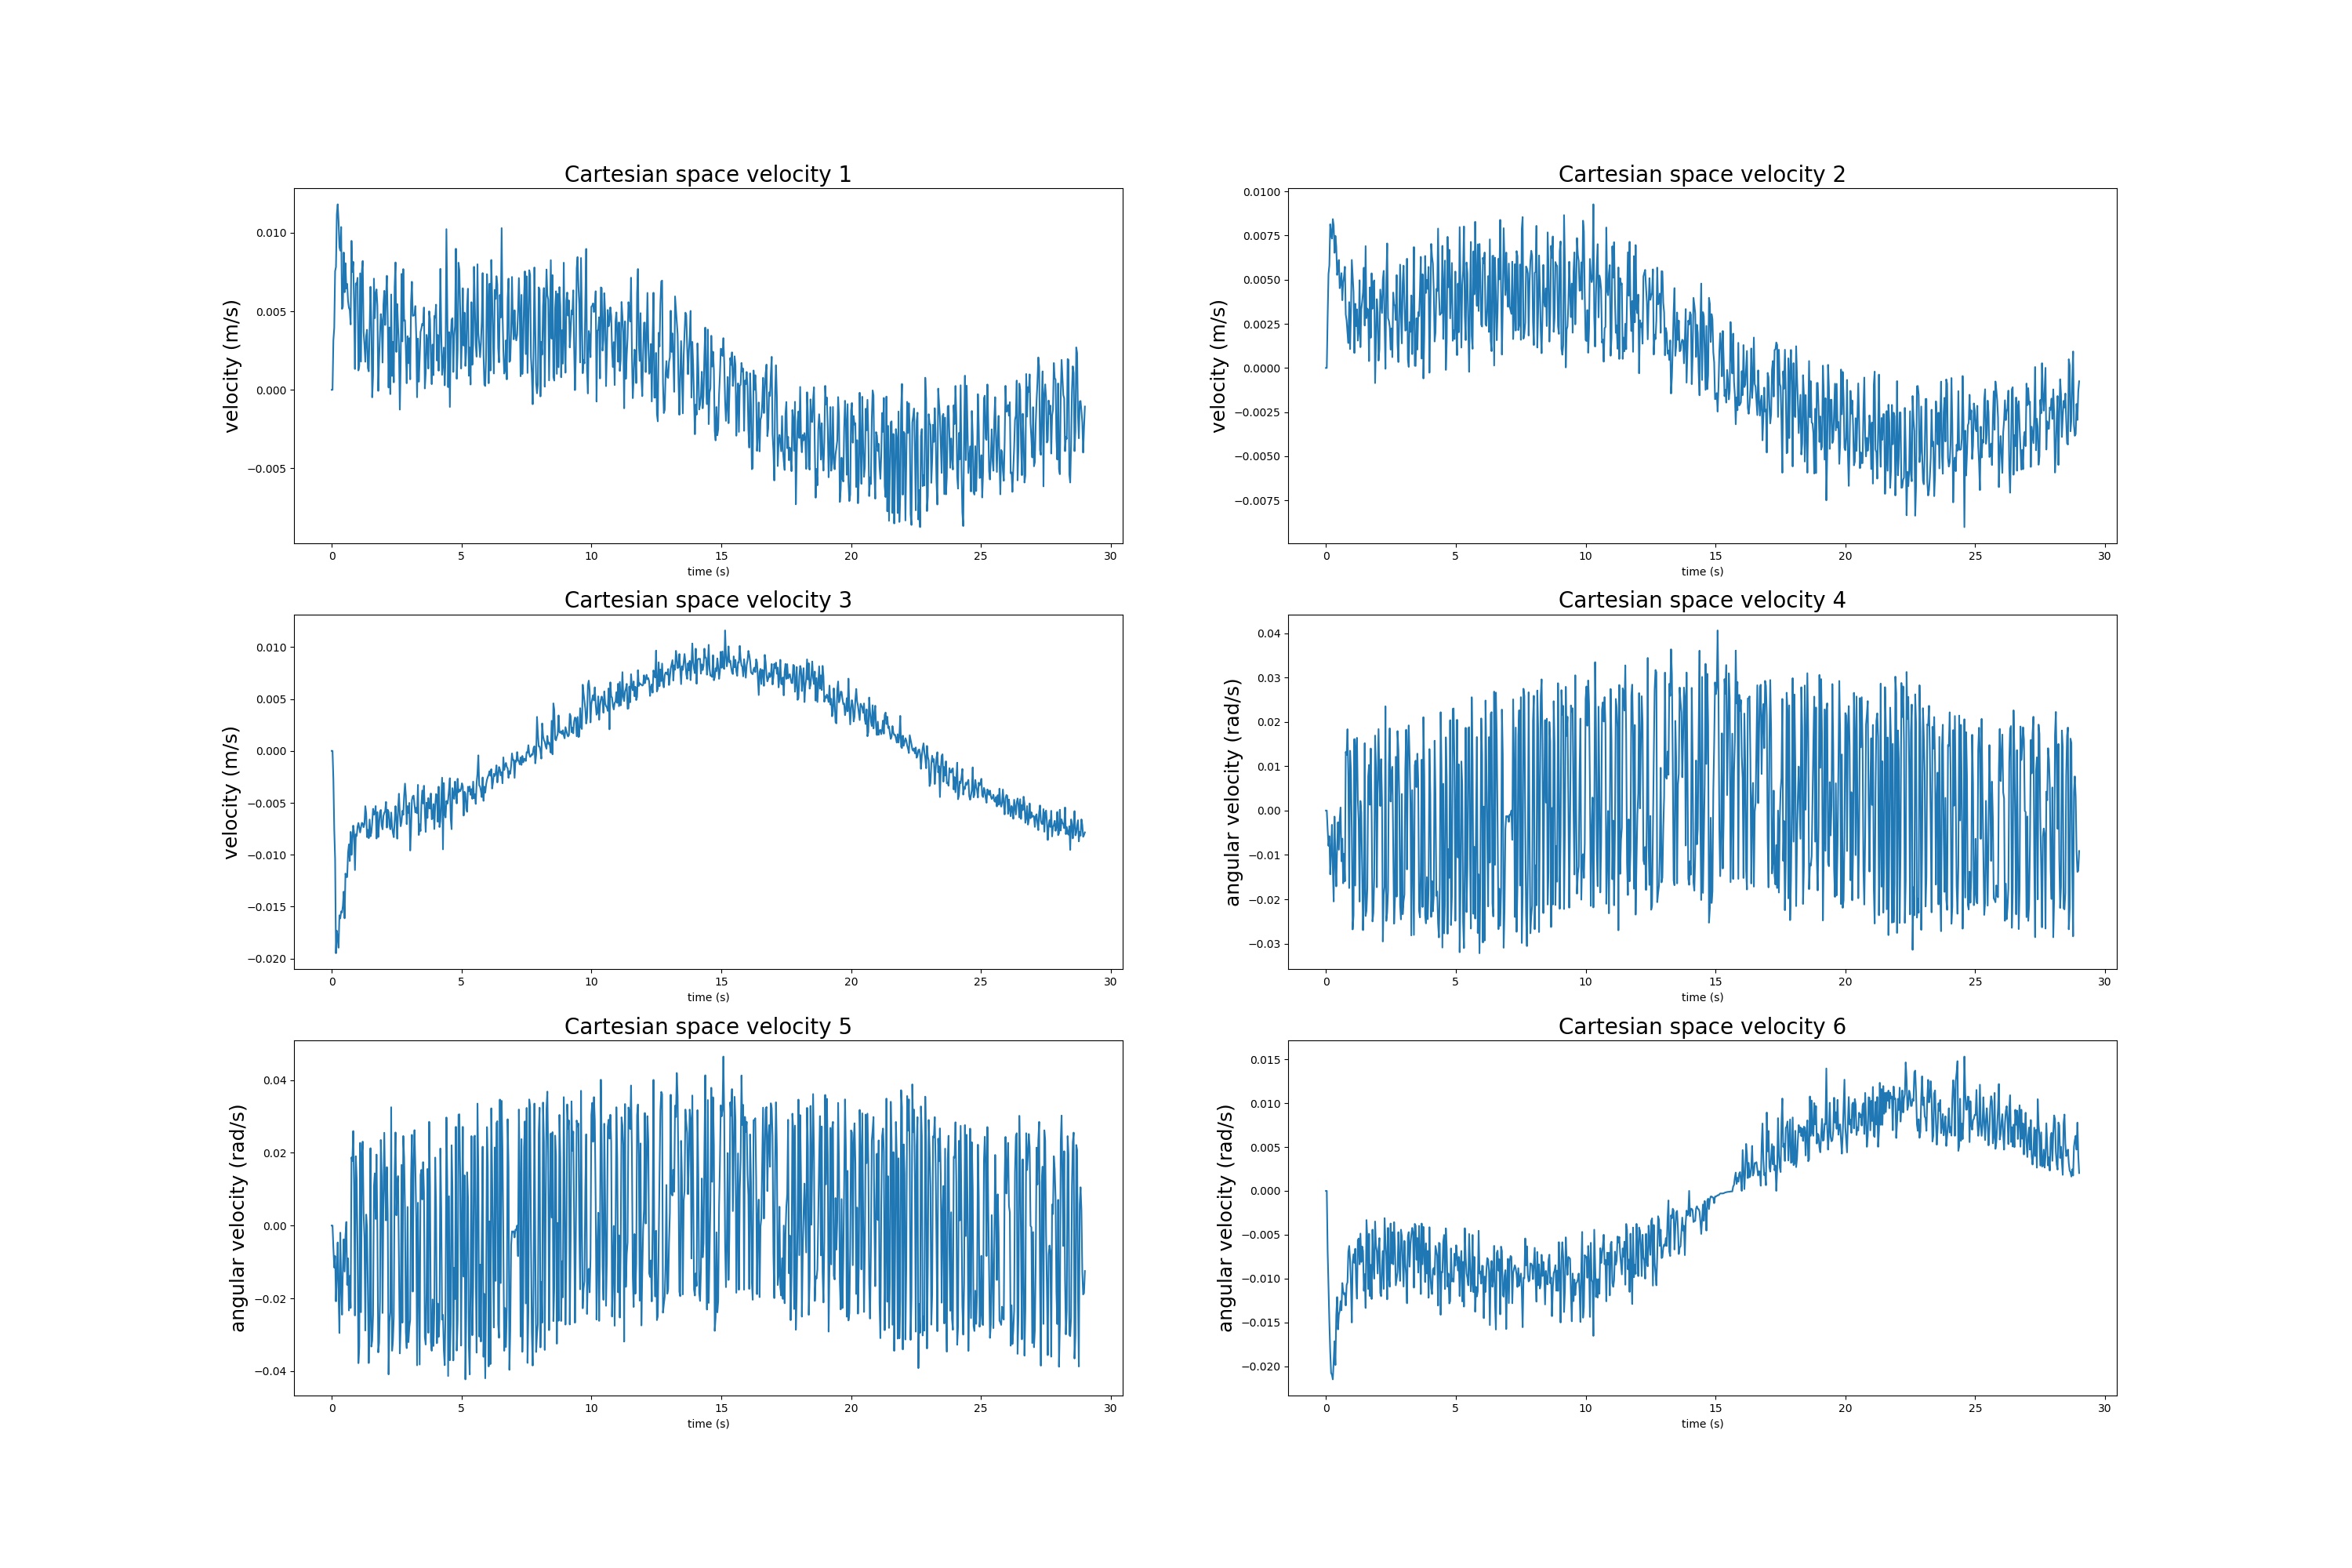 Cartesian space velocity 1
velocity (m/s)
0.010
0.005
0.000
−0.005
0 5 10 15 20 25 30
time (s)
Cartesian space velocity 2
velocity (m/s)
0.0100
0.0075
0.0050
0.0025
0.0000
−0.0025
−0.0050
−0.0075
0 5 10 15 20 25 30
time (s)
Cartesian space velocity 3
velocity (m/s)
0.010
0.005
0.000
−0.005
−0.010
−0.015
−0.020
0 5 10 15 20 25 30
time (s)
Cartesian space velocity 4
angular velocity (rad/s)
0.04
0.03
0.02
0.01
0.00
−0.01
−0.02
−0.03
0 5 10 15 20 25 30
time (s)
Cartesian space velocity 5
angular velocity (rad/s)
0.04
0.02
0.00
−0.02
−0.04
0 5 10 15 20 25 30
time (s)
Cartesian space velocity 6
angular velocity (rad/s)
0.015
0.010
0.005
0.000
−0.005
−0.010
−0.015
−0.020
0 5 10 15 20 25 30
time (s)